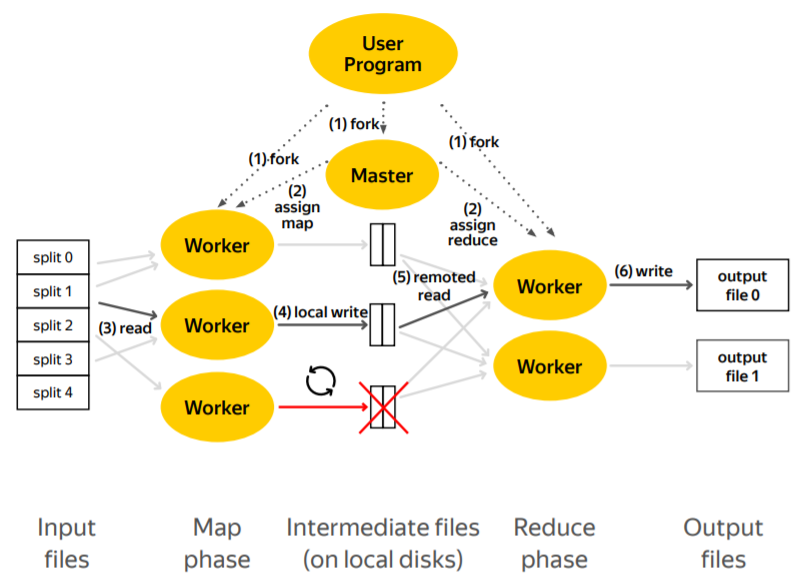 User
Program
(1) fork
(1) fork
(1) fork
Master
(2)
assign
map
(2)
assign
reduce
Worker
split 0
split 1
split 2
split 3
split 4
(3) read
Worker
(4) local write
(5) remoted
read
Worker
Worker
(6) write
output
file 0
Worker
output
file 1
Input
files
Map
phase
Intermediate files
(on local disks)
Reduce
phase
Output
files